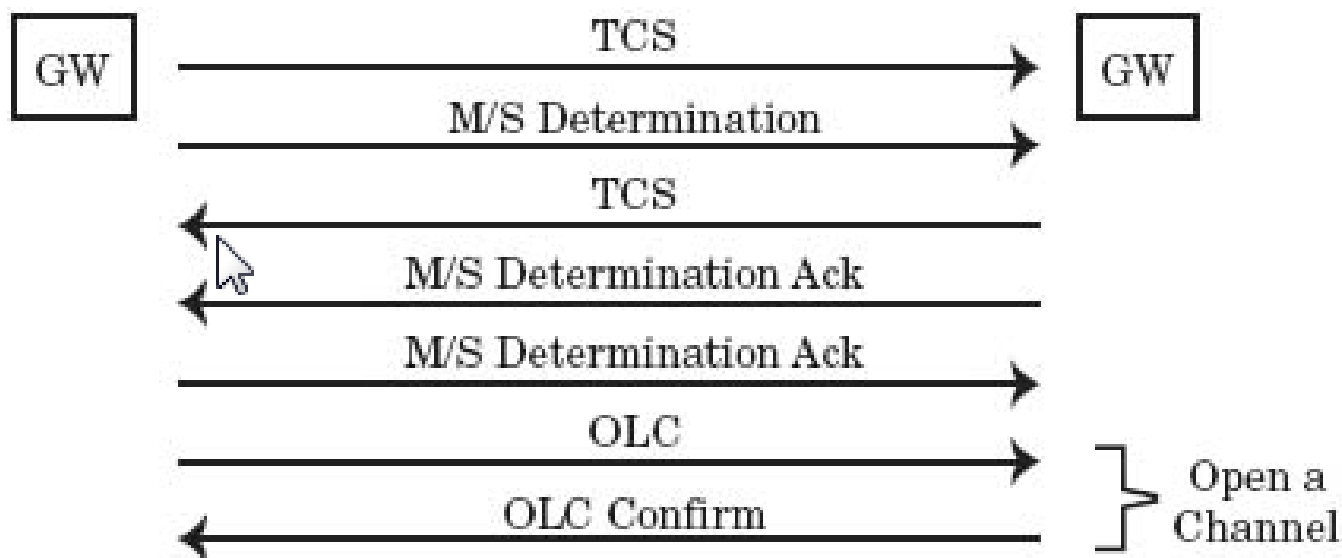 GW
TCS
GW
M/S Determination
TCS
M/S Determination Ack
M/S Determination Ack
OLC
OLC Confirm
Open a
Channel